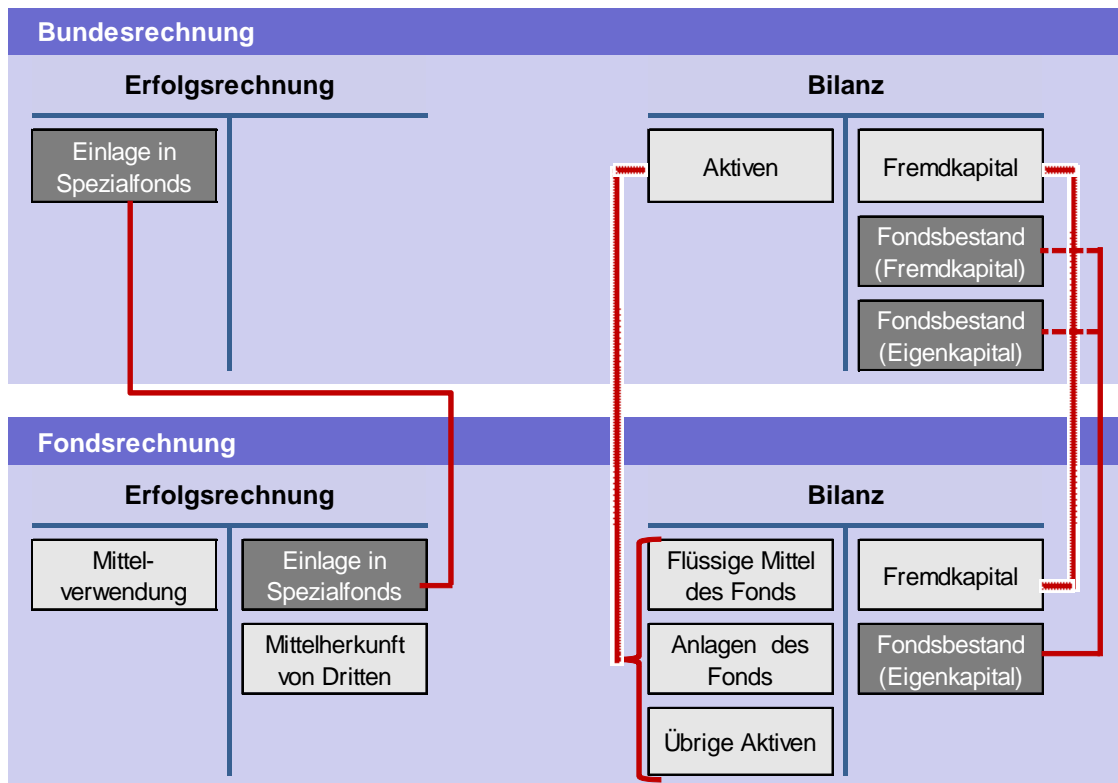 Bundesrechnung
Erfolgsrechnung
Einlage in
Spezialfonds
Bilanz
Aktiven
Fremdkapital
Fondsbestand
(Fremdkapital)
Fondsbestand
(Eigenkapital)
Fondsrechnung
Erfolgsrechnung
Mittel-
verwendung
Einlage in
Spezialfonds
Mittelherkunft
von Dritten
Bilanz
Flüssige Mittel
des Fonds
Anlagen des
Fonds
Übrige Aktiven
Fremdkapital
Fondsbestand
(Eigenkapital)